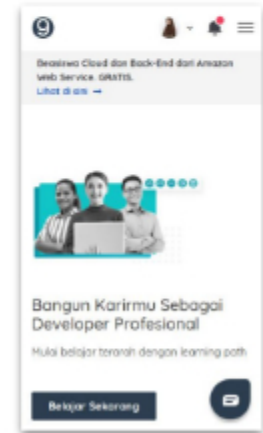 Beasiswa Cloud dan Back-End dari Amazon
Web Service. GRATIS.
Lihat di sini →
Bangun Karirmu Sebagai
Developer Profesional
Mulai belajar terarah dengan learning path
Belajar Sekarang